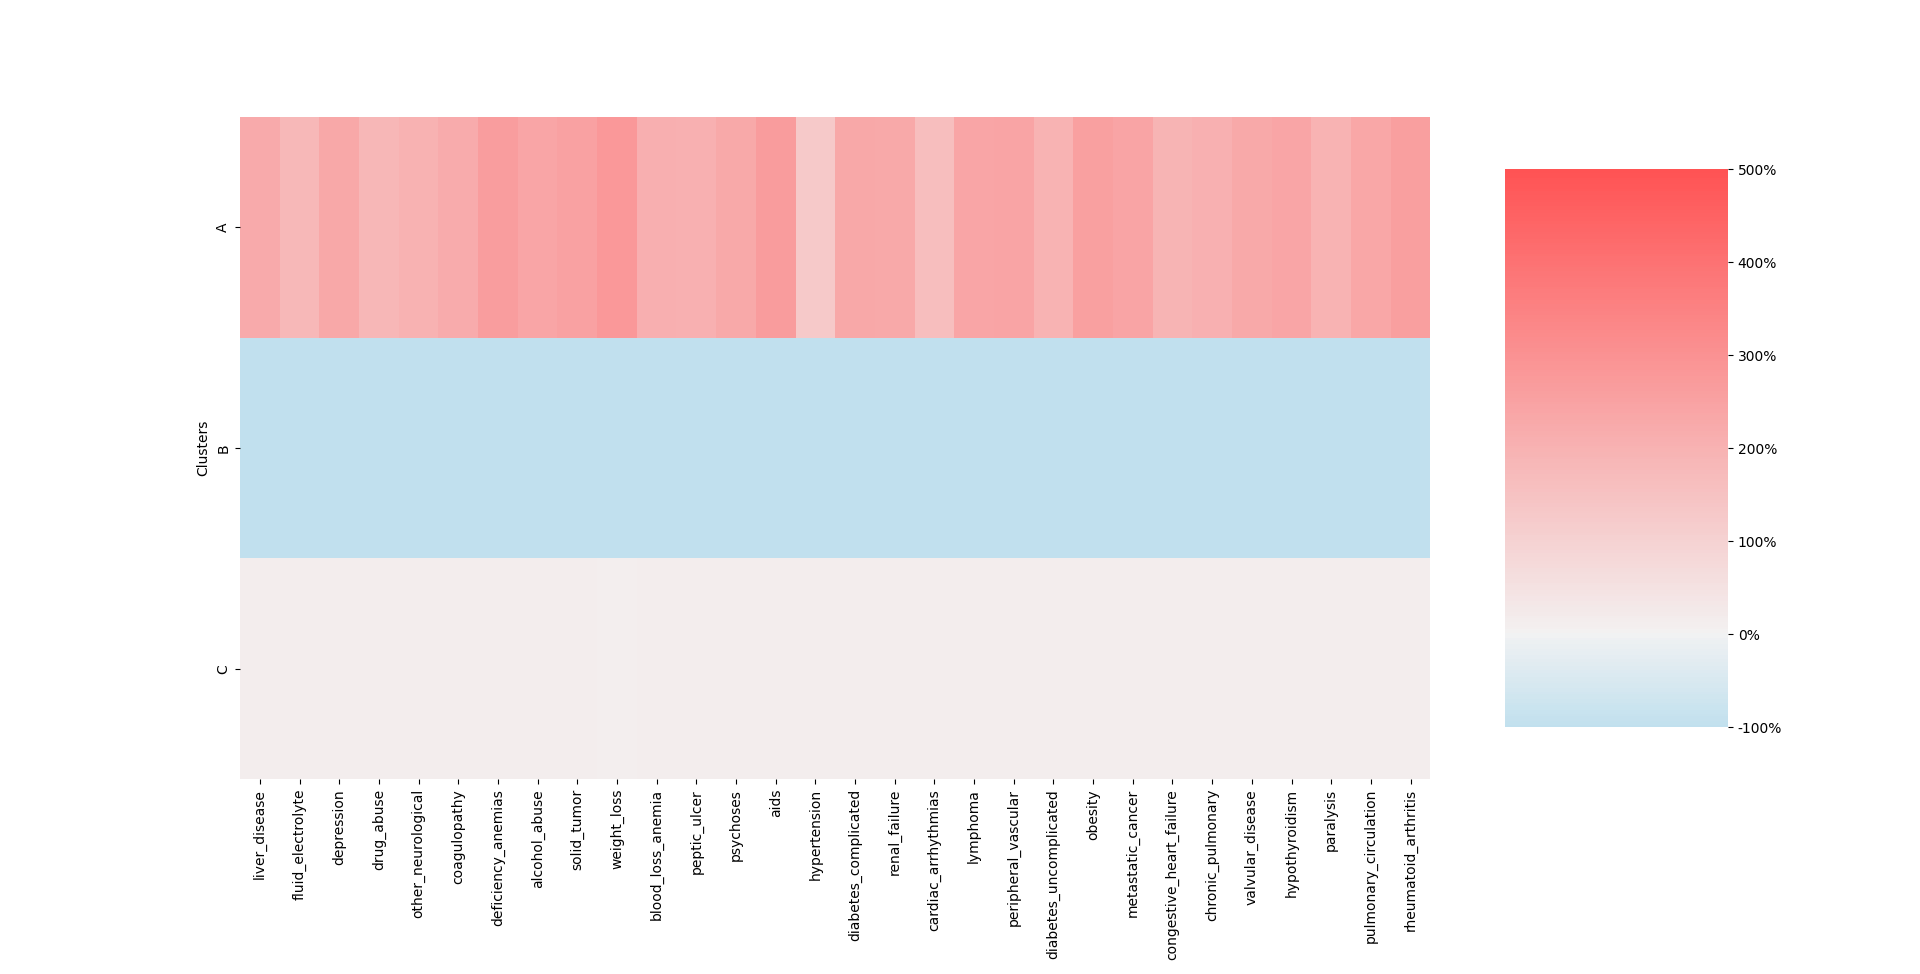 500%
400%
300%
200%
100%
0%
-100%
Clusters
A
B
C
liver_disease
fluid_electrolyte
depression
drug_abuse
other_neurological
coagulopathy
deficiency_anemias
alcohol_abuse
solid_tumor
weight_loss
blood_loss_anemia
peptic_ulcer
psychoses
aids
hypertension
diabetes_complicated
renal_failure
cardiac_arrhythmias
lymphoma
peripheral_vascular
diabetes_uncomplicated
obesity
metastatic_cancer
congestive_heart_failure
chronic_pulmonary
valvular_disease
hypothyroidism
paralysis
pulmonary_circulation
rheumatoid_arthritis